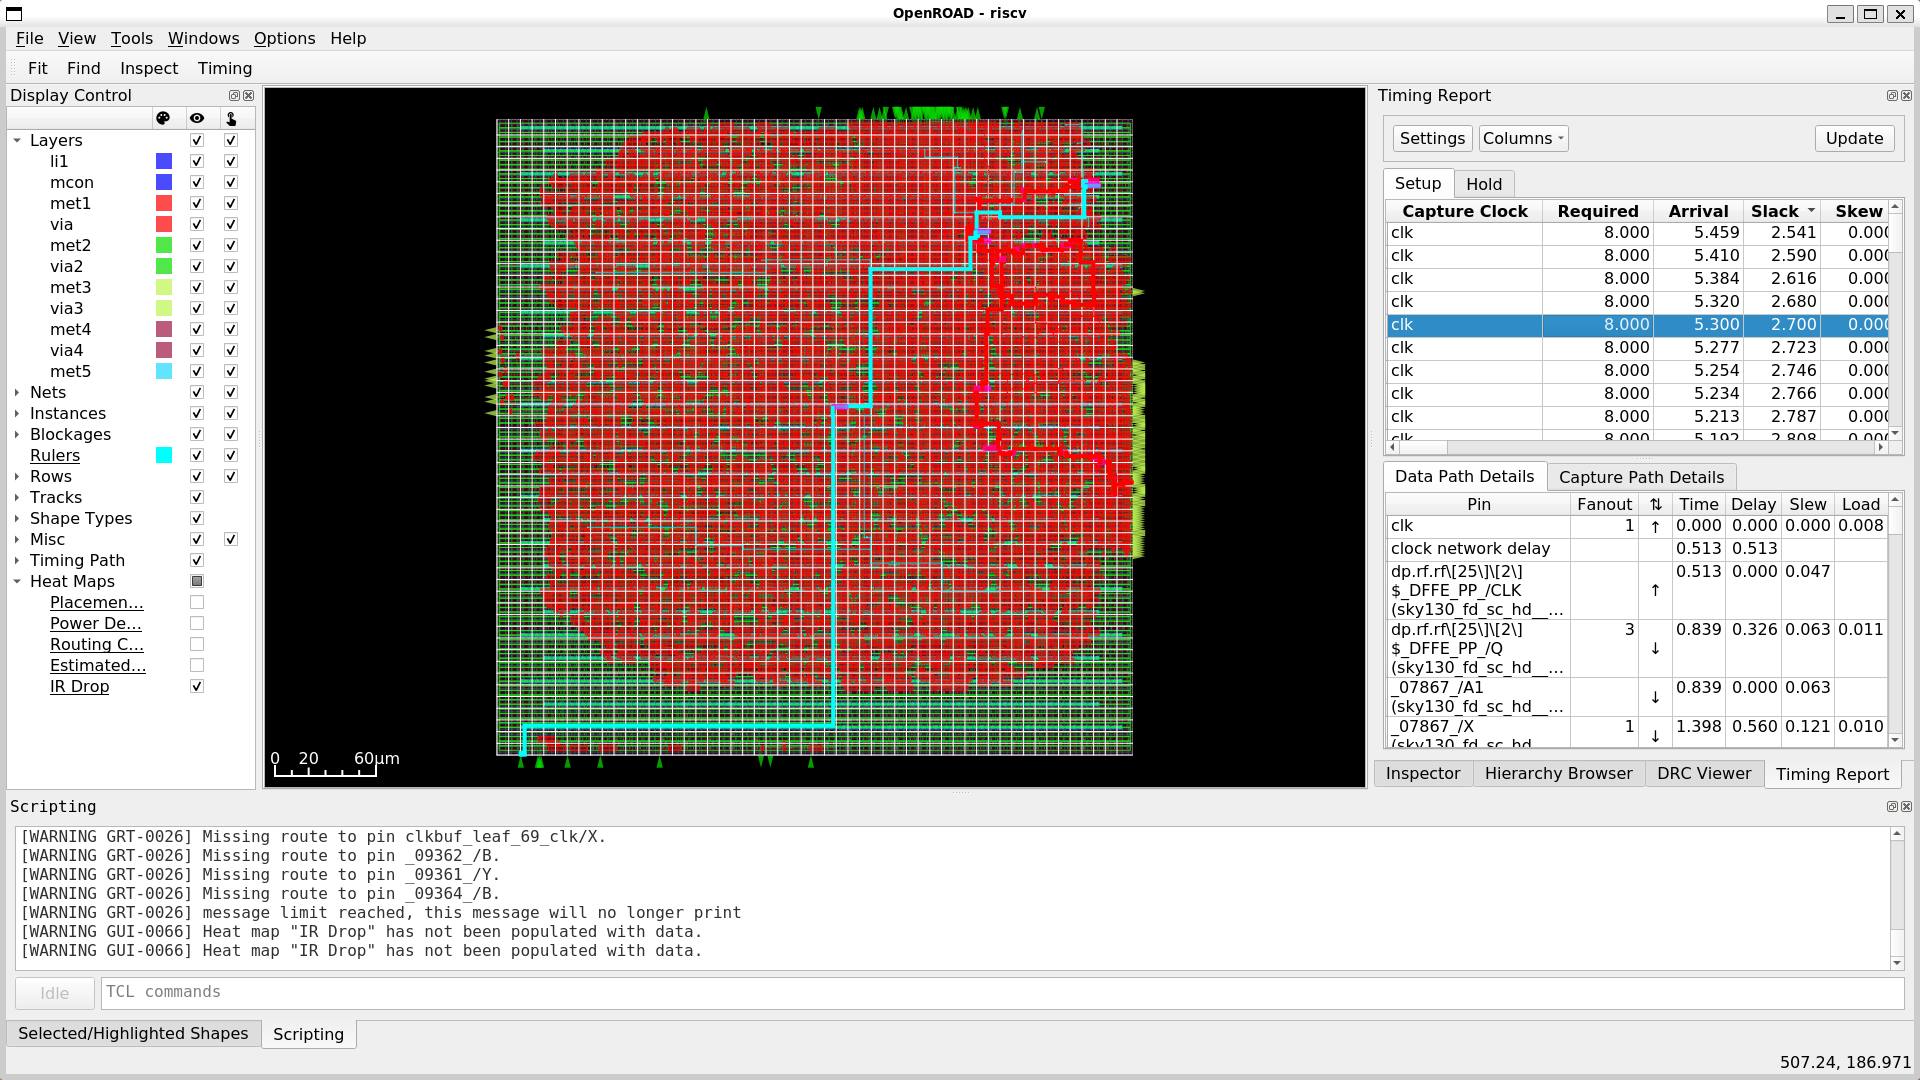 OpenROAD - riscv
File View Tools Windows Options Help
Fit Find Inspect Timing
Display Control
Layers
li1
mcon
met1
via
met2
via2
met3
via3
met4
via4
met5
Nets
Instances
Blockages
Rulers
Rows
Tracks
Shape Types
Misc
Timing Path
Heat Maps
Placemen...
Power De...
Routing C...
Estimated...
IR Drop
0 20 60μm
Timing Report
Settings Columns Update
Setup Hold
Capture Clock Required Arrival Slack Skew
clk 8.000 5.459 2.541 0.000
clk 8.000 5.410 2.590 0.000
clk 8.000 5.384 2.616 0.000
clk 8.000 5.320 2.680 0.000
clk 8.000 5.300 2.700 0.000
clk 8.000 5.277 2.723 0.000
clk 8.000 5.254 2.746 0.000
clk 8.000 5.234 2.766 0.000
clk 8.000 5.213 2.787 0.000
clk 5.192 2.808 0.000
Data Path Details Capture Path Details
Pin Fanout ⇅ Time Delay Slew Load
clk 1 ↑ 0.000 0.000 0.000 0.008
clock network delay 0.513 0.513
dp.rf.rf\[25\]\[2\] 0.513 0.000 0.047
$_DFFE_PP_/CLK ↑
(sky130_fd_sc_hd__...
dp.rf.rf\[25\]\[2\] 3 0.839 0.326 0.063 0.011
$_DFFE_PP_/Q ↓
(sky130_fd_sc_hd__...
_07867_/A1 0.839 0.000 0.063
(sky130_fd_sc_hd__... ↓
_07867_/X 1 1.398 0.560 0.121 0.010
(sky130_fd_sc_hd ↓
Inspector Hierarchy Browser DRC Viewer Timing Report
Scripting
[WARNING GRT-0026] Missing route to pin clkbuf_leaf_69_clk/X.
[WARNING GRT-0026] Missing route to pin _09362_/B.
[WARNING GRT-0026] Missing route to pin _09361_/Y.
[WARNING GRT-0026] Missing route to pin _09364_/B.
[WARNING GRT-0026] message limit reached, this message will no longer print
[WARNING GUI-0066] Heat map "IR Drop" has not been populated with data.
[WARNING GUI-0066] Heat map "IR Drop" has not been populated with data.
Idle TCL commands
Selected/Highlighted Shapes Scripting
507.24, 186.971